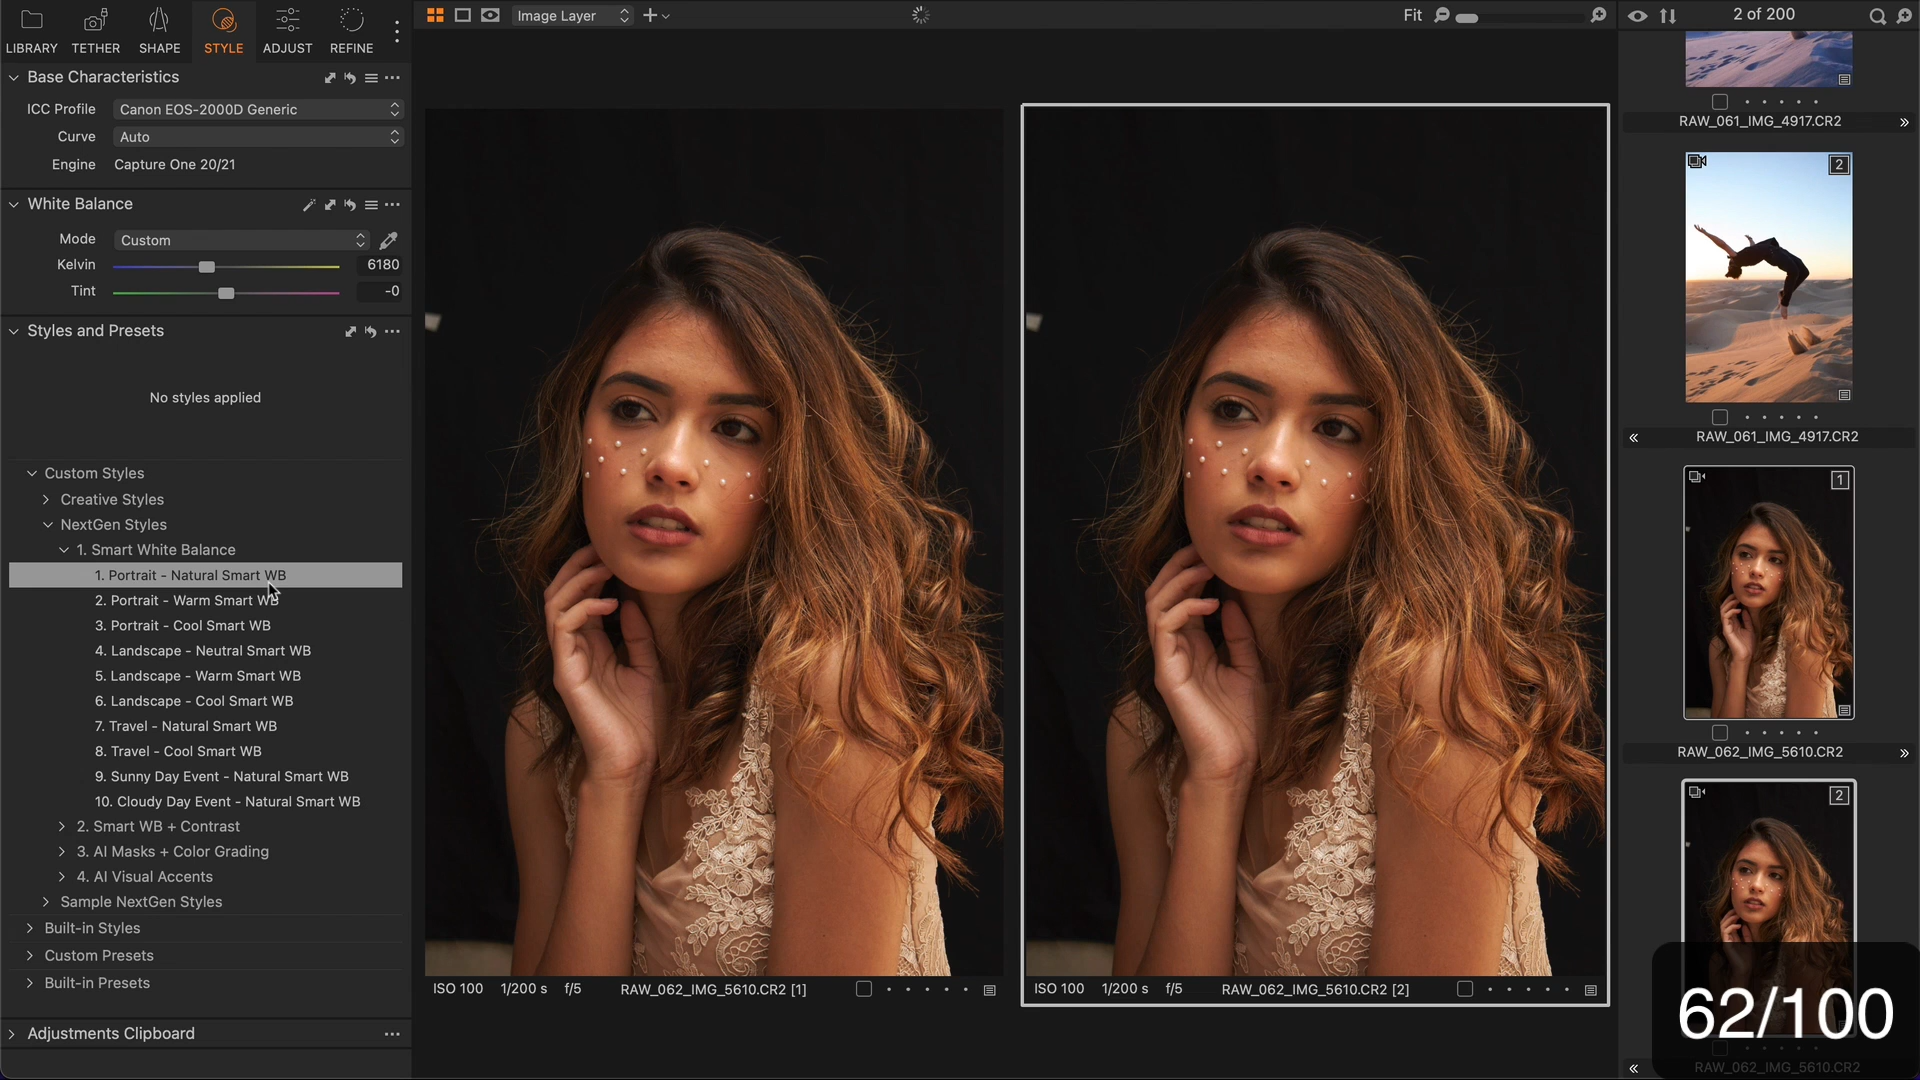 LIBRARY
TETHER
SHAPE
STYLE
ADJUST
REFINE
Image Layer
Fit
2 of 200
Base Characteristics
ICC Profile
Canon EOS-2000D Generic
Curve
Auto
Engine
Capture One 20/21
White Balance
Mode
Custom
Kelvin
6180
Tint
-0
Styles and Presets
No styles applied
Custom Styles
Creative Styles
NextGen Styles
1. Smart White Balance
1. Portrait - Natural Smart WB
2. Portrait - Warm Smart WB
3. Portrait - Cool Smart WB
4. Landscape - Neutral Smart WB
5. Landscape - Warm Smart WB
6. Landscape - Cool Smart WB
7. Travel - Natural Smart WB
8. Travel - Cool Smart WB
9. Sunny Day Event - Natural Smart WB
10. Cloudy Day Event - Natural Smart WB
2. Smart WB + Contrast
3. AI Masks + Color Grading
4. AI Visual Accents
Sample NextGen Styles
Built-in Styles
Custom Presets
Built-in Presets
Adjustments Clipboard
ISO 100 1/200 s f/5 RAW_062_IMG_5610.CR2 [1]
ISO 100 1/200 s f/5 RAW_062_IMG_5610.CR2 [2]
RAW_061_IMG_4917.CR2
2
RAW_061_IMG_4917.CR2
1
RAW_062_IMG_5610.CR2
2
62/100
RAW_062_IMG_5610.CR2